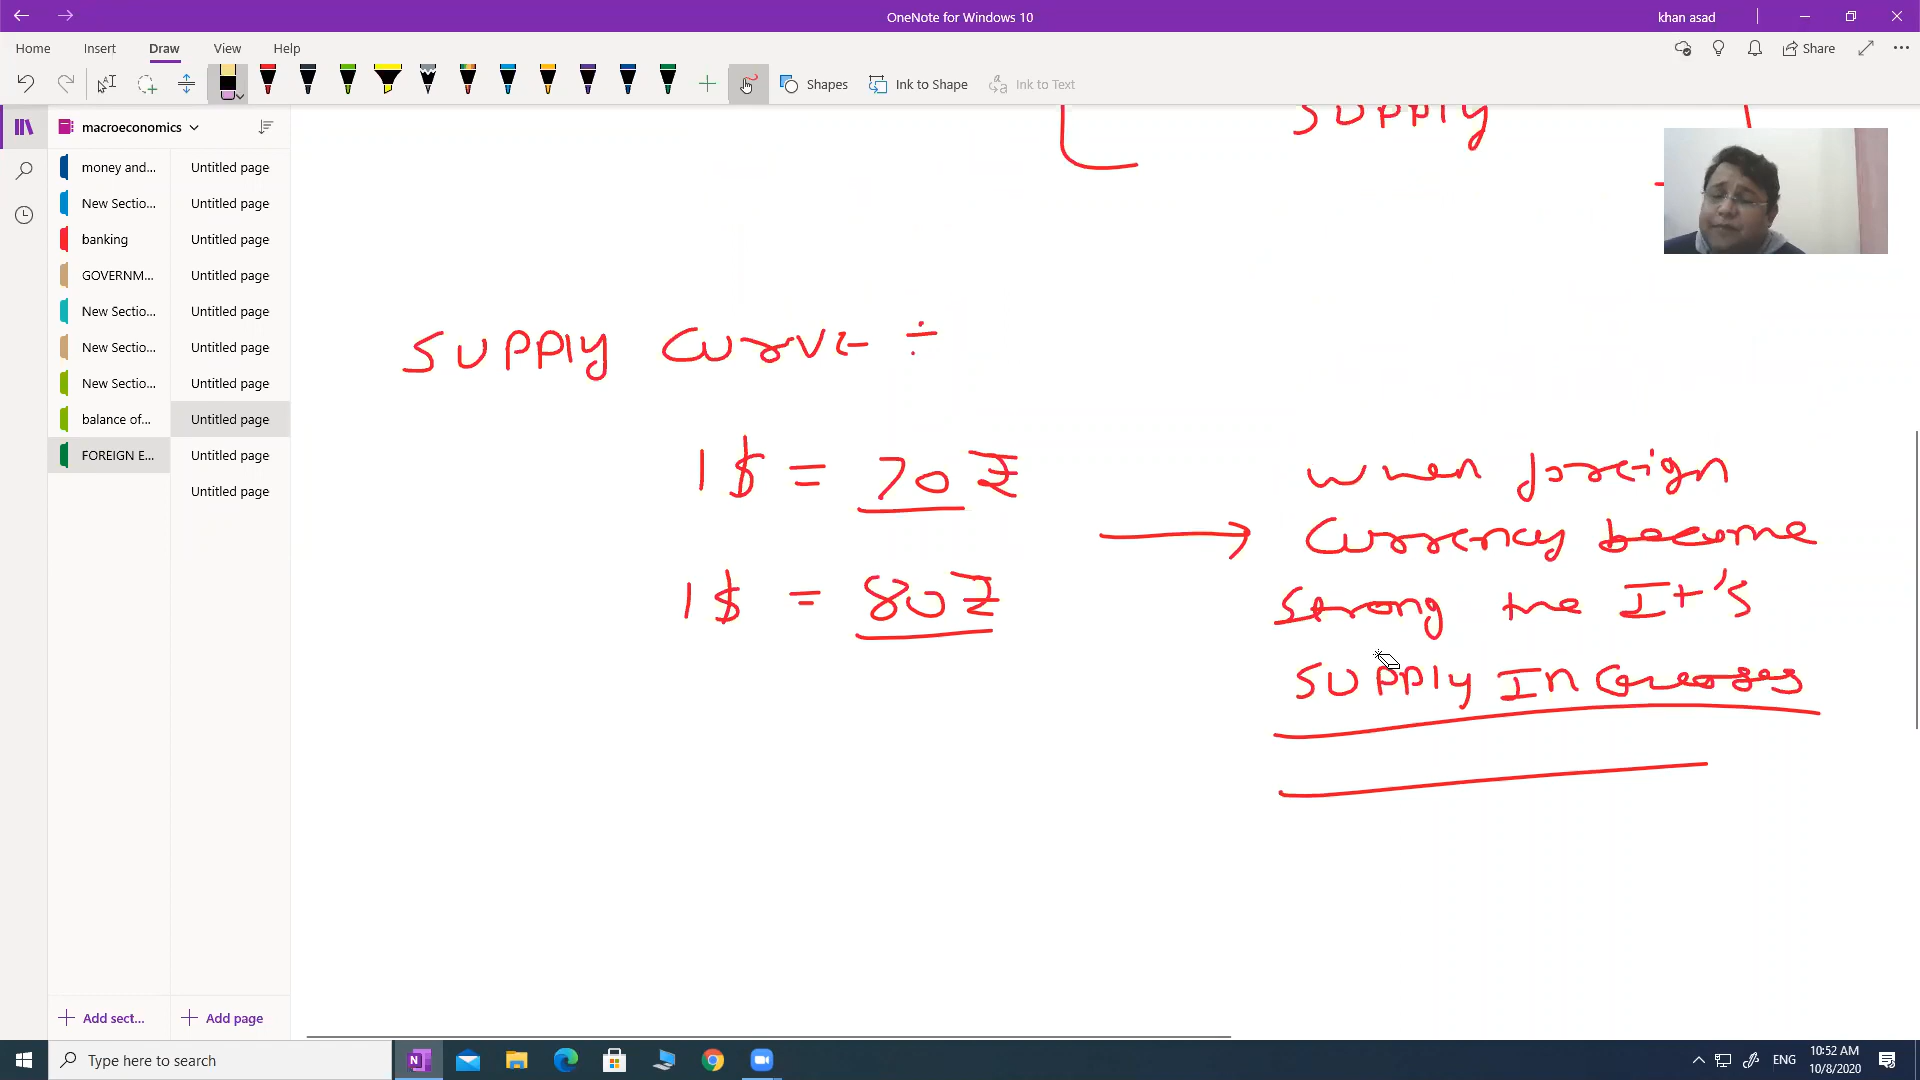 OneNote for Windows 10
khan asad
Home Insert Draw View Help
Share
Shapes Ink to Shape Ink to Text
macroeconomics
money and...
New Sectio...
banking
GOVERNM...
New Sectio...
New Sectio...
New Sectio...
balance of...
FOREIGN E...
Untitled page
Untitled page
Untitled page
Untitled page
Untitled page
Untitled page
Untitled page
Untitled page
Untitled page
Untitled page
Add sect...
Add page
SUPPLY
SUPPly Curve ÷
1$ = 70₹
1$ = 80₹
when foreign
Currency become
Strong the It's
SUPPly InCreases
Type here to search
ENG
10:52 AM
10/8/2020